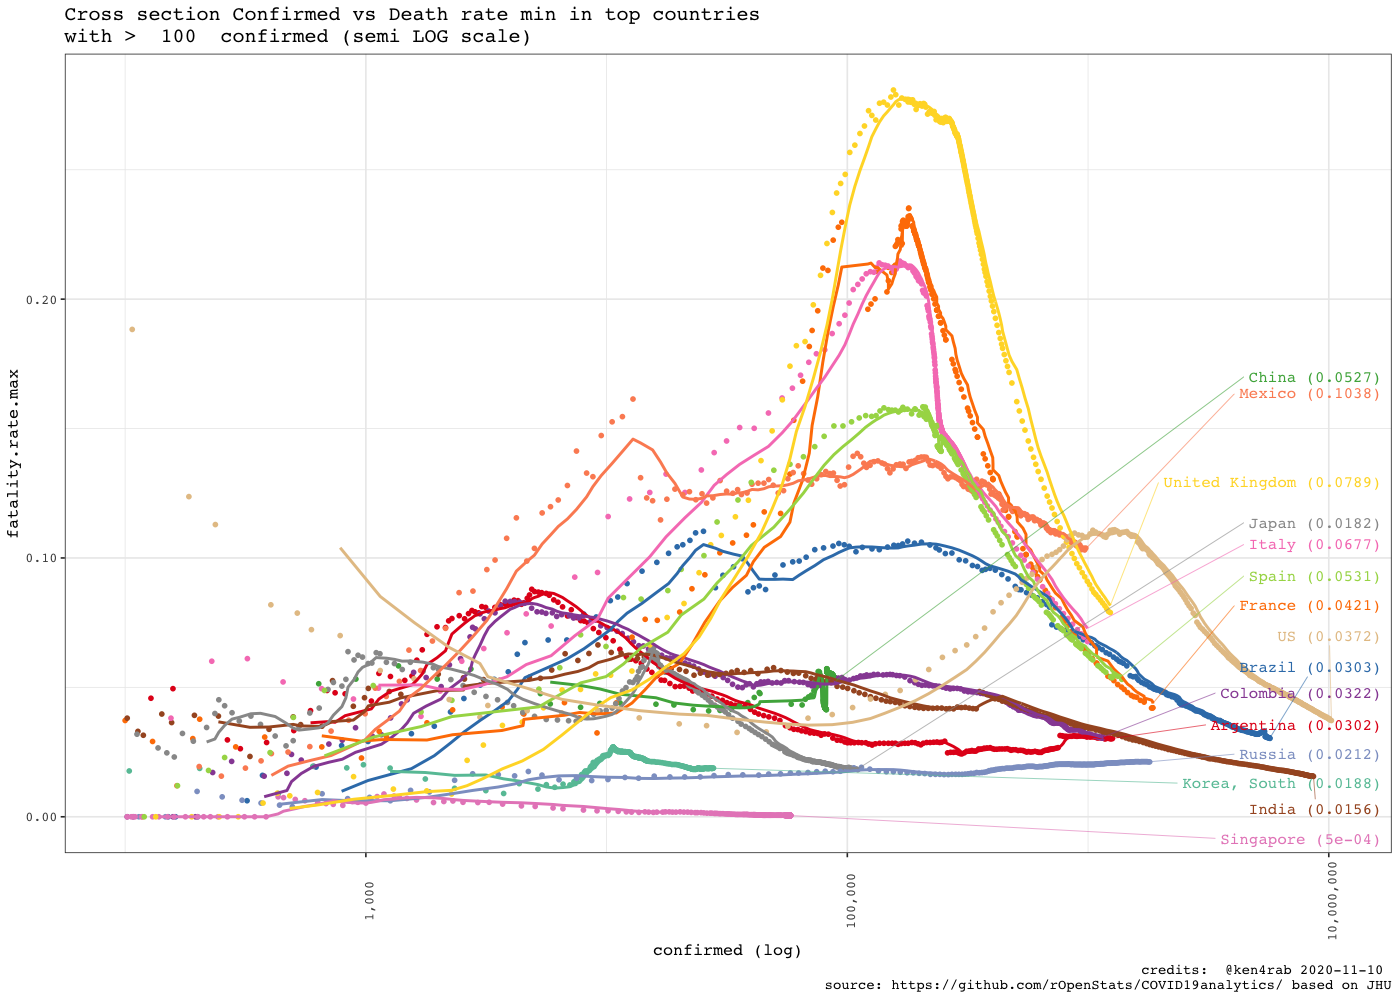 Cross section Confirmed vs Death rate min in top countries
with >  100  confirmed (semi LOG scale)
fatality.rate.max
0.20
0.10
0.00
China (0.0527)
Mexico (0.1038)
United Kingdom (0.0789)
Japan (0.0182)
Italy (0.0677)
Spain (0.0531)
France (0.0421)
US (0.0372)
Brazil (0.0303)
Colombia (0.0322)
Argentina (0.0302)
Russia (0.0212)
Korea, South (0.0188)
India (0.0156)
Singapore (5e-04)
1,000
100,000
10,000,000
confirmed (log)
credits:  @ken4rab 2020-11-10
source: https://github.com/rOpenStats/COVID19analytics/ based on JHU